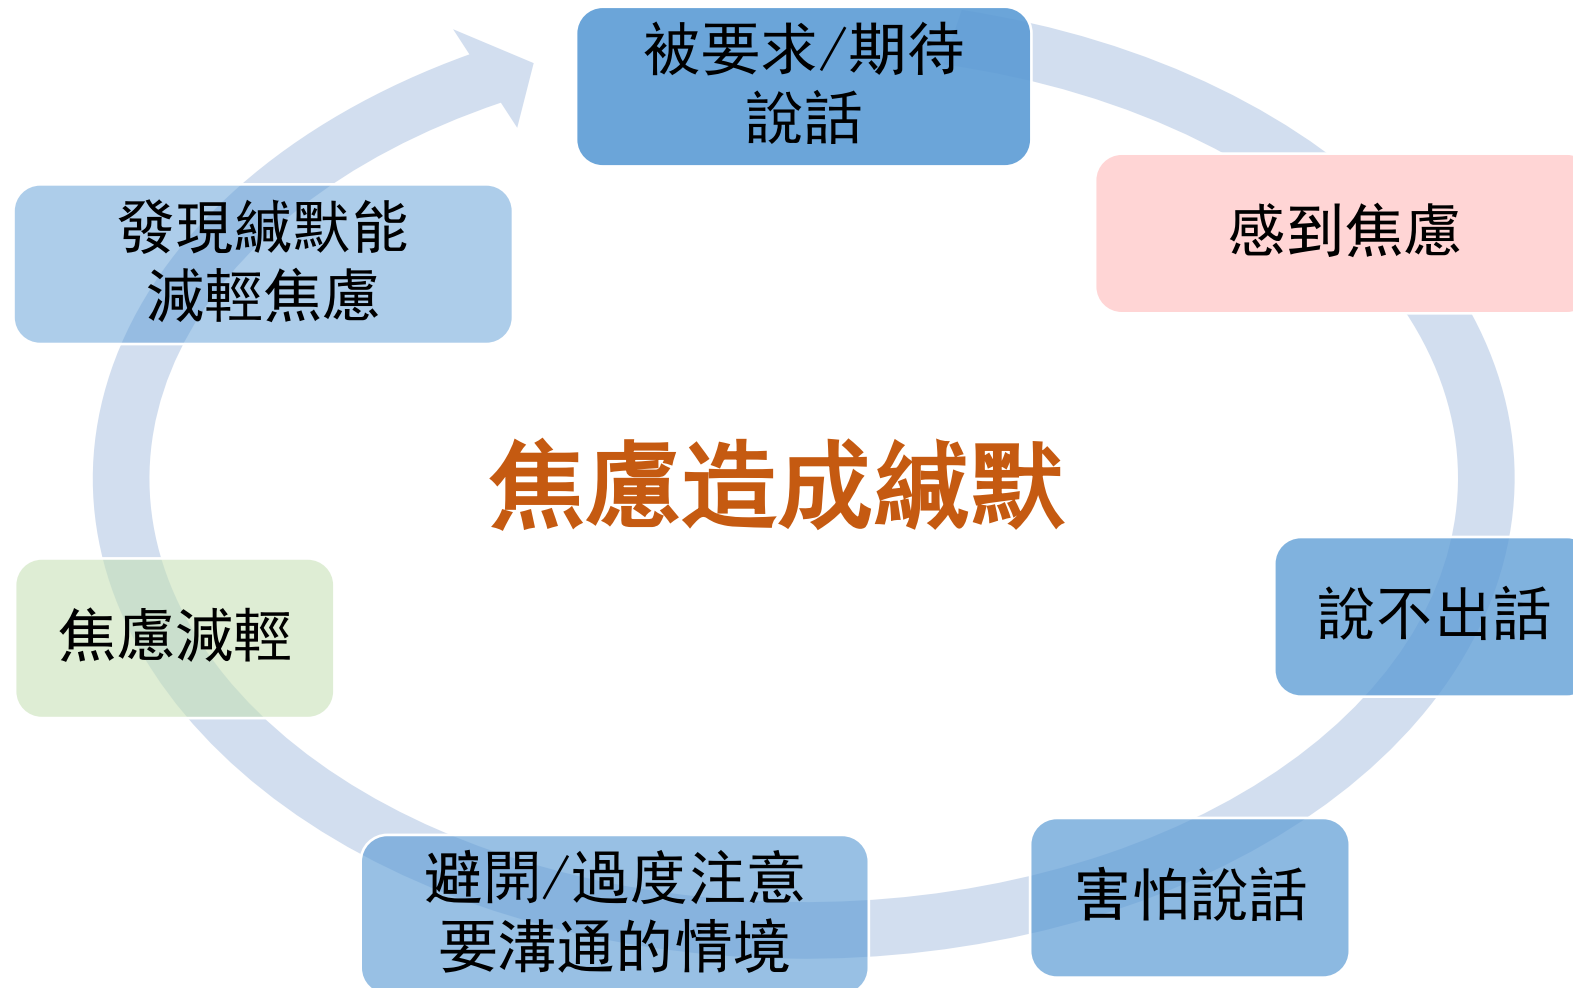 被要求/期待
說話
感到焦慮
說不出話
害怕說話
避開/過度注意
要溝通的情境
焦慮減輕
發現緘默能
減輕焦慮
焦慮造成緘默